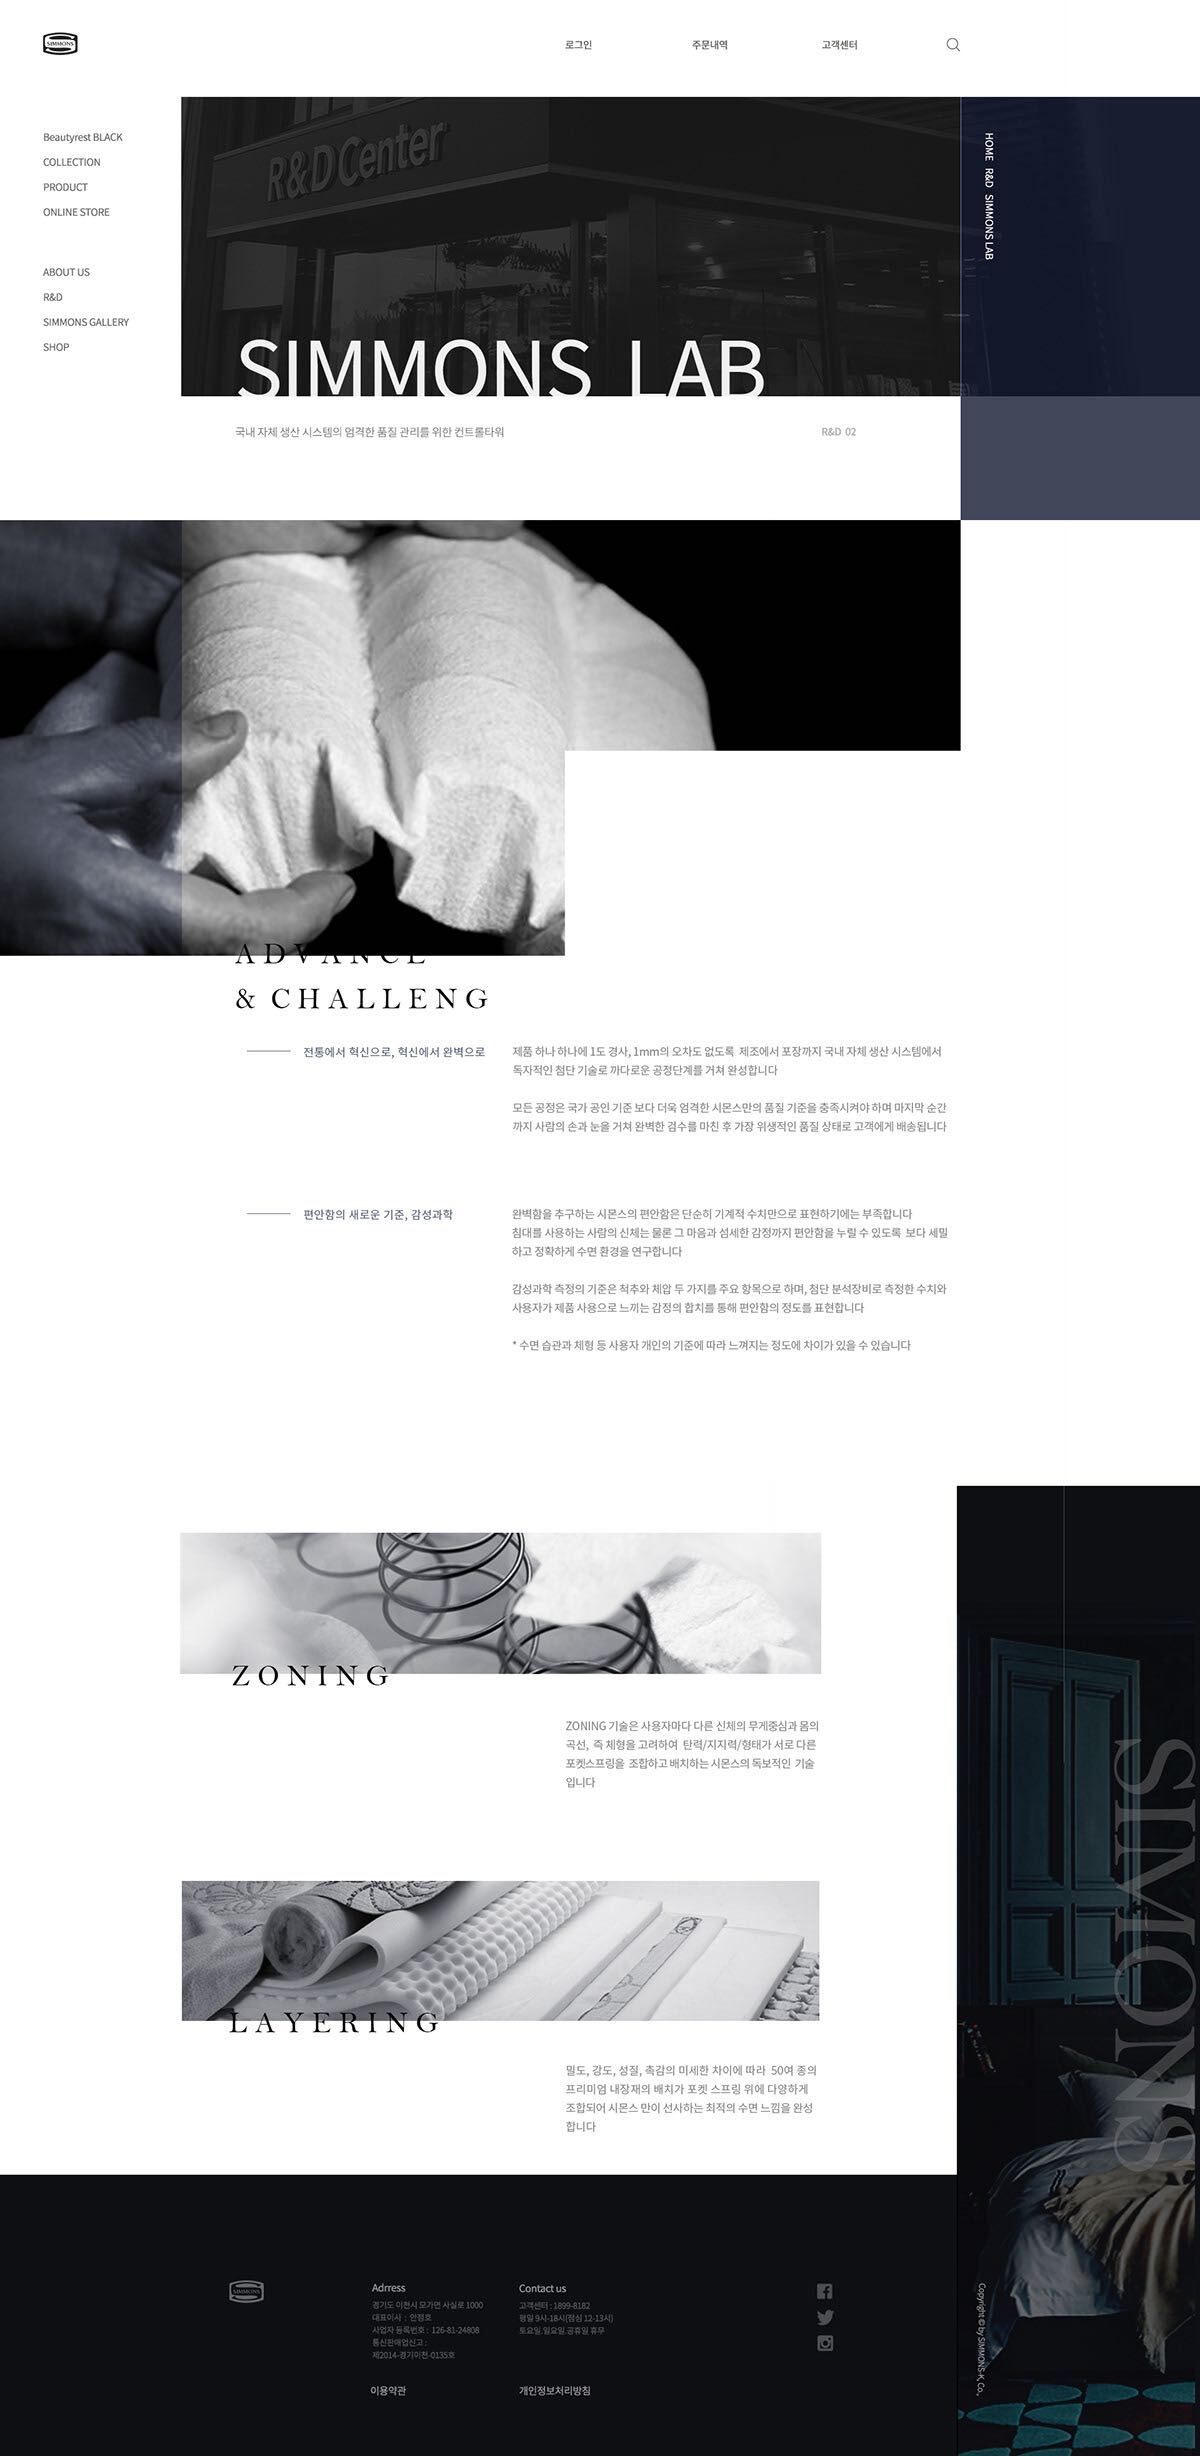 SIMMONS
로그인
주문내역
고객센터
Beautyrest BLACK
COLLECTION
PRODUCT
ONLINE STORE
ABOUT US
R&D
SIMMONS GALLERY
SHOP
R&D Center
HOME R&D SIMMONS LAB
SIMMONS LAB
국내 자체 생산 시스템의 엄격한 품질 관리를 위한 컨트롤타워
R&D 02
ADVANCE
& CHALLENG
전통에서 혁신으로, 혁신에서 완벽으로
제품 하나 하나에 1도 경사, 1mm의 오차도 없도록 제조에서 포장까지 국내 자체 생산 시스템에서
독자적인 첨단 기술로 까다로운 공정단계를 거쳐 완성합니다
모든 공정은 국가 공인 기준 보다 더욱 엄격한 시몬스만의 품질 기준을 충족시켜야 하며 마지막 순간
까지 사람의 손과 눈을 거쳐 완벽한 검수를 마친 후 가장 위생적인 품질 상태로 고객에게 배송됩니다
편안함의 새로운 기준, 감성과학
완벽함을 추구하는 시몬스의 편안함은 단순히 기계적 수치만으로 표현하기에는 부족합니다
침대를 사용하는 사람의 신체는 물론 그 마음과 섬세한 감정까지 편안함을 누릴 수 있도록 보다 세밀
하고 정확하게 수면 환경을 연구합니다
감성과학 측정의 기준은 척추와 체압 두 가지를 주요 항목으로 하며, 첨단 분석장비로 측정한 수치와
사용자가 제품 사용으로 느끼는 감정의 합치를 통해 편안함의 정도를 표현합니다
* 수면 습관과 체형 등 사용자 개인의 기준에 따라 느껴지는 정도에 차이가 있을 수 있습니다
ZONING
ZONING 기술은 사용자마다 다른 신체의 무게중심과 몸의
곡선, 즉 체형을 고려하여 탄력/지지력/형태가 서로 다른
포켓스프링을 조합하고 배치하는 시몬스의 독보적인 기술
입니다
SIMMONS
LAYERING
밀도, 강도, 성질, 촉감의 미세한 차이에 따라 50여 종의
프리미엄 내장재의 배치가 포켓 스프링 위에 다양하게
조합되어 시몬스 만이 선사하는 최적의 수면 느낌을 완성
합니다
SIMMONS
Adrress
경기도 이천시 모가면 사실로 1000
대표이사 : 안정호
사업자 등록번호 : 126-81-24808
통신판매업신고 :
제2014-경기이천-0135호
이용약관
Contact us
고객센터 : 1899-8182
평일 9시-18시(점심 12-13시)
토요일.일요일.공휴일 휴무
개인정보처리방침
Copyright © by SIMMONS-K. Co.,